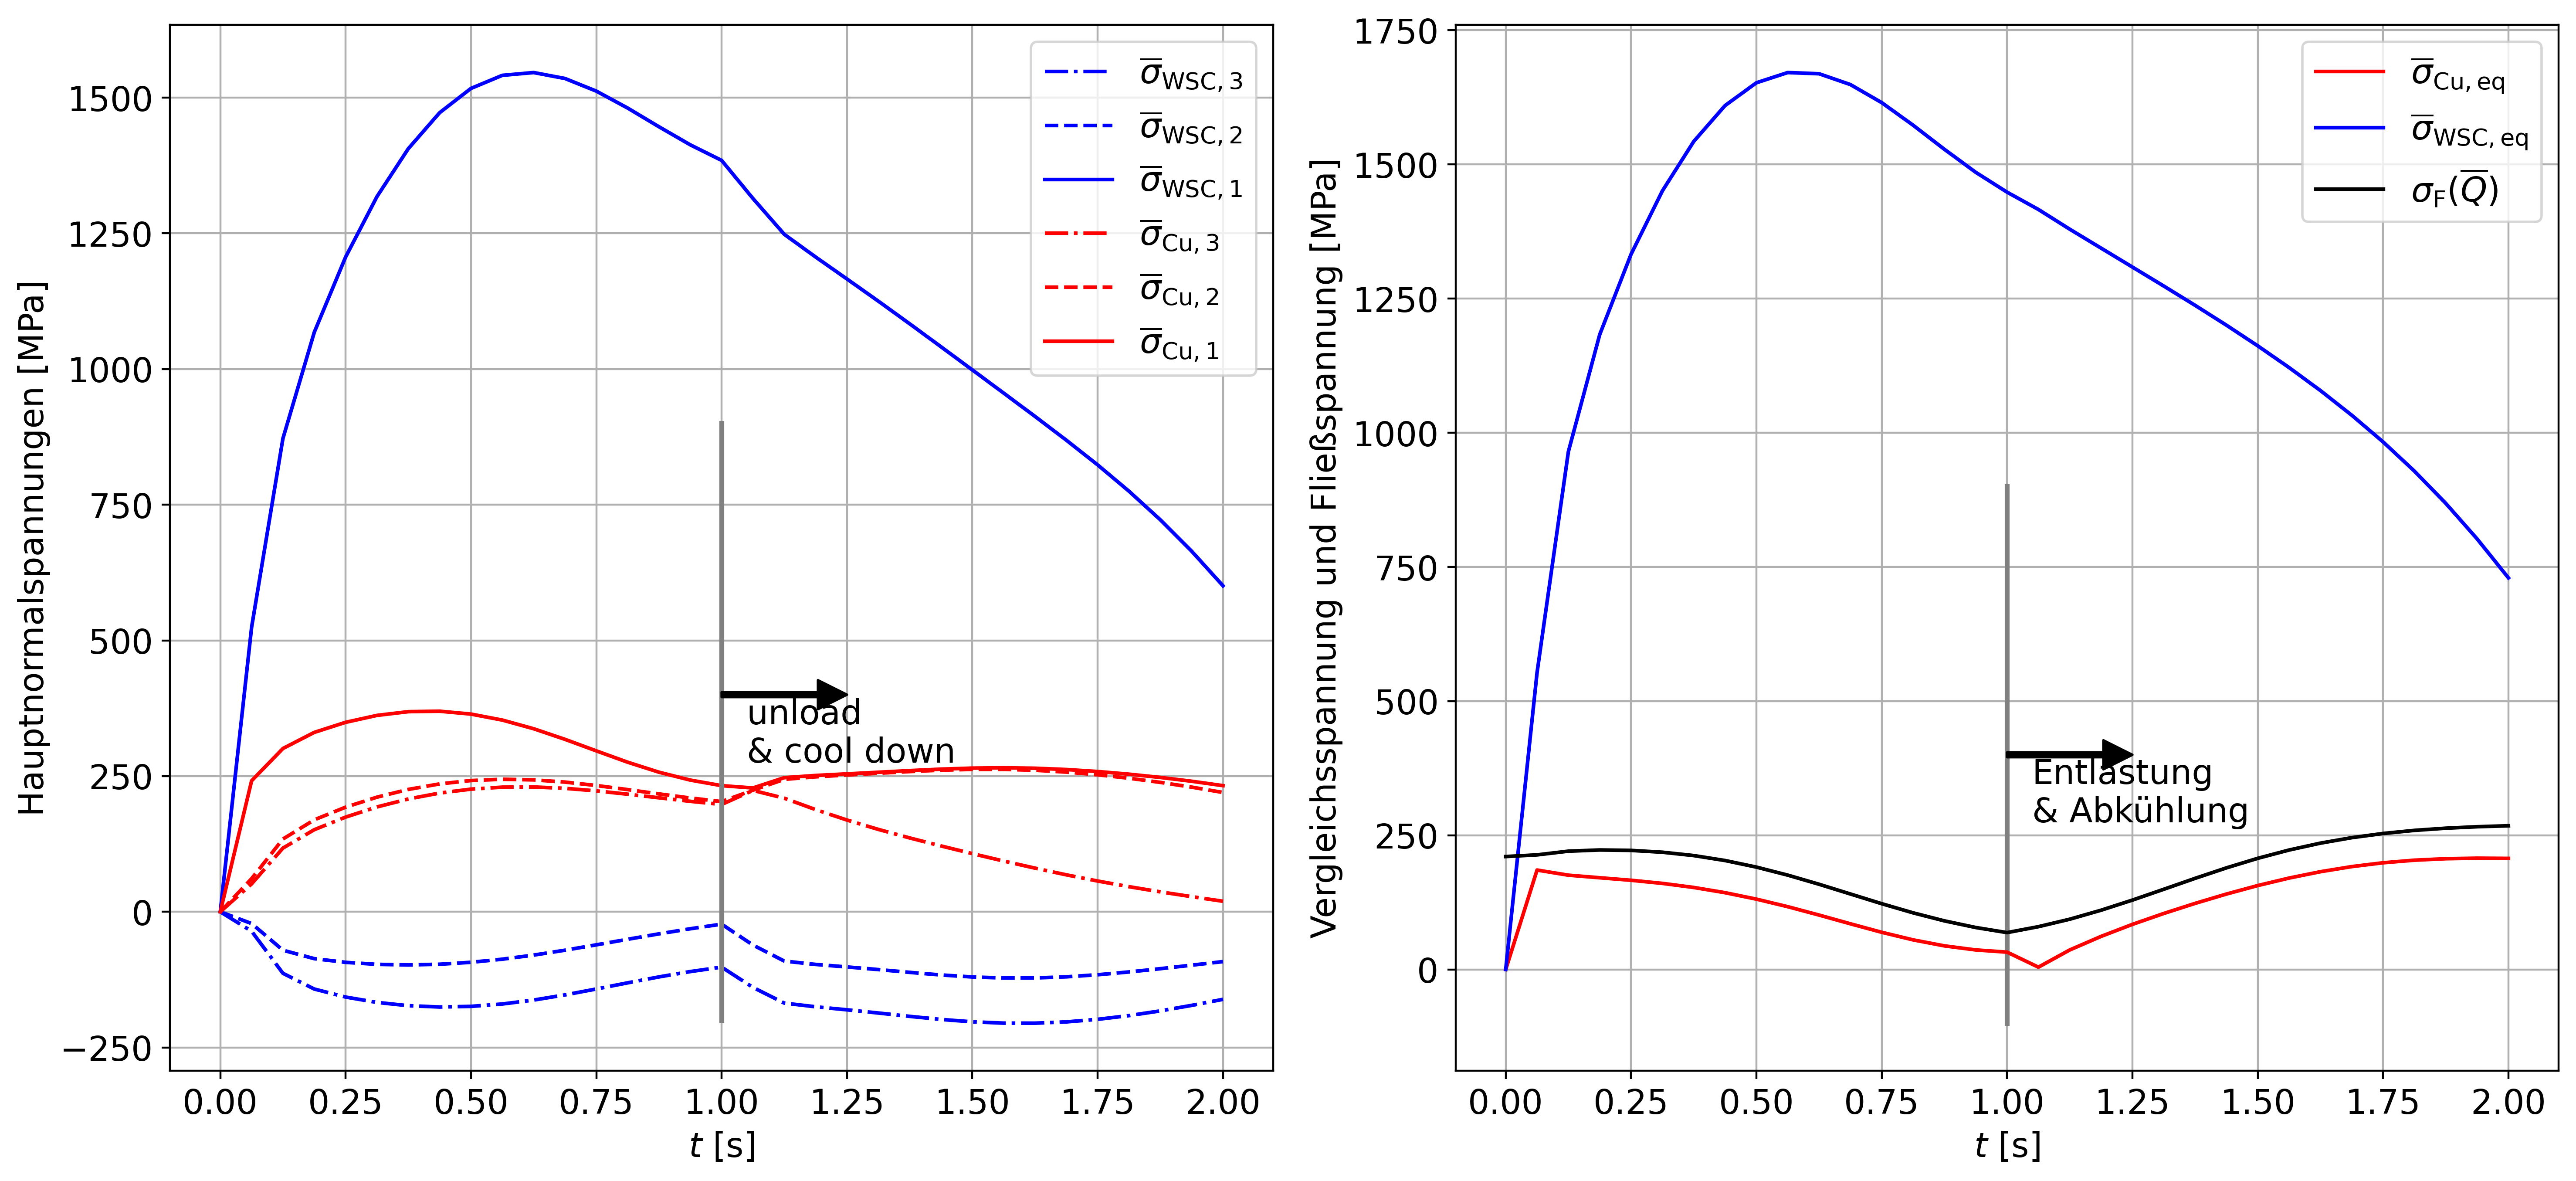 Hauptnormalspannungen [MPa]
1500
1250
1000
750
500
250
0
−250
0.00 0.25 0.50 0.75 1.00 1.25 1.50 1.75 2.00
t [s]
σ̅WSC, 3
σ̅WSC, 2
σ̅WSC, 1
σ̅Cu, 3
σ̅Cu, 2
σ̅Cu, 1
unload
& cool down
Vergleichsspannung und Fließspannung [MPa]
1750
1500
1250
1000
750
500
250
0
0.00 0.25 0.50 0.75 1.00 1.25 1.50 1.75 2.00
t [s]
σ̅Cu, eq
σ̅WSC, eq
σF(Q̅)
Entlastung
& Abkühlung